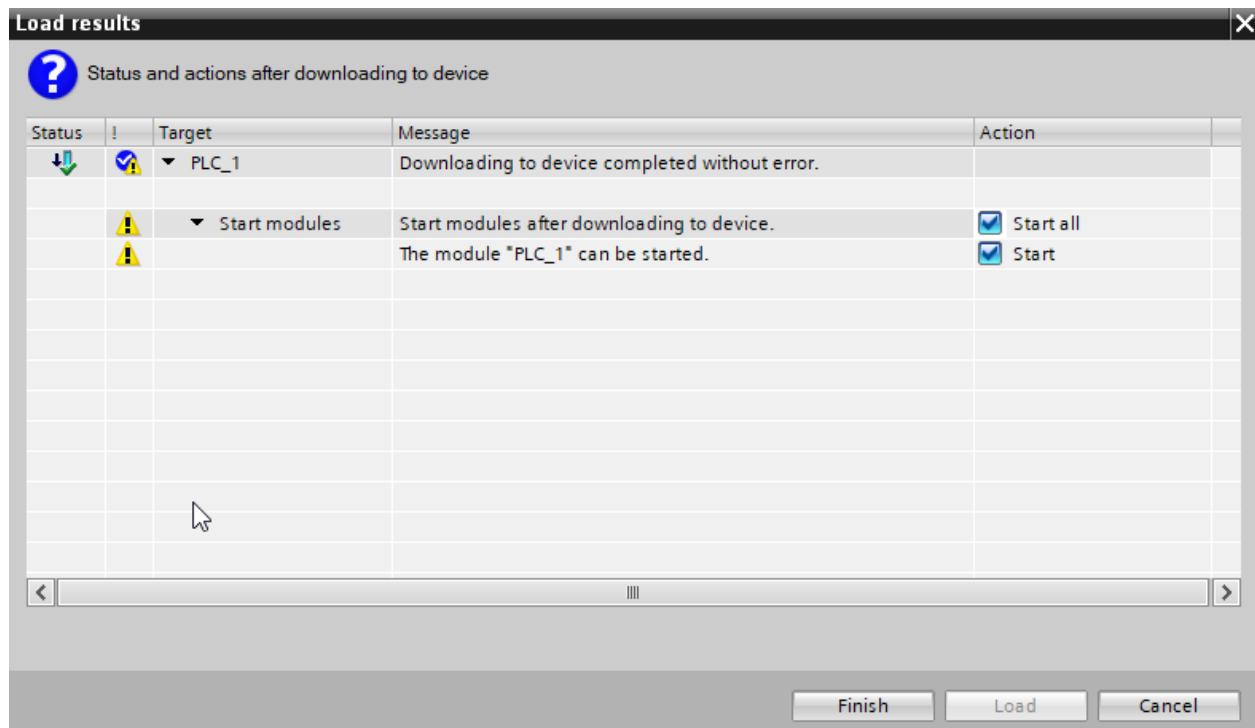 Load results
Status and actions after downloading to device
Status ! Target Message Action
PLC_1 Downloading to device completed without error.
Start modules Start modules after downloading to device. Start all
The module "PLC_1" can be started. Start
Finish Load Cancel